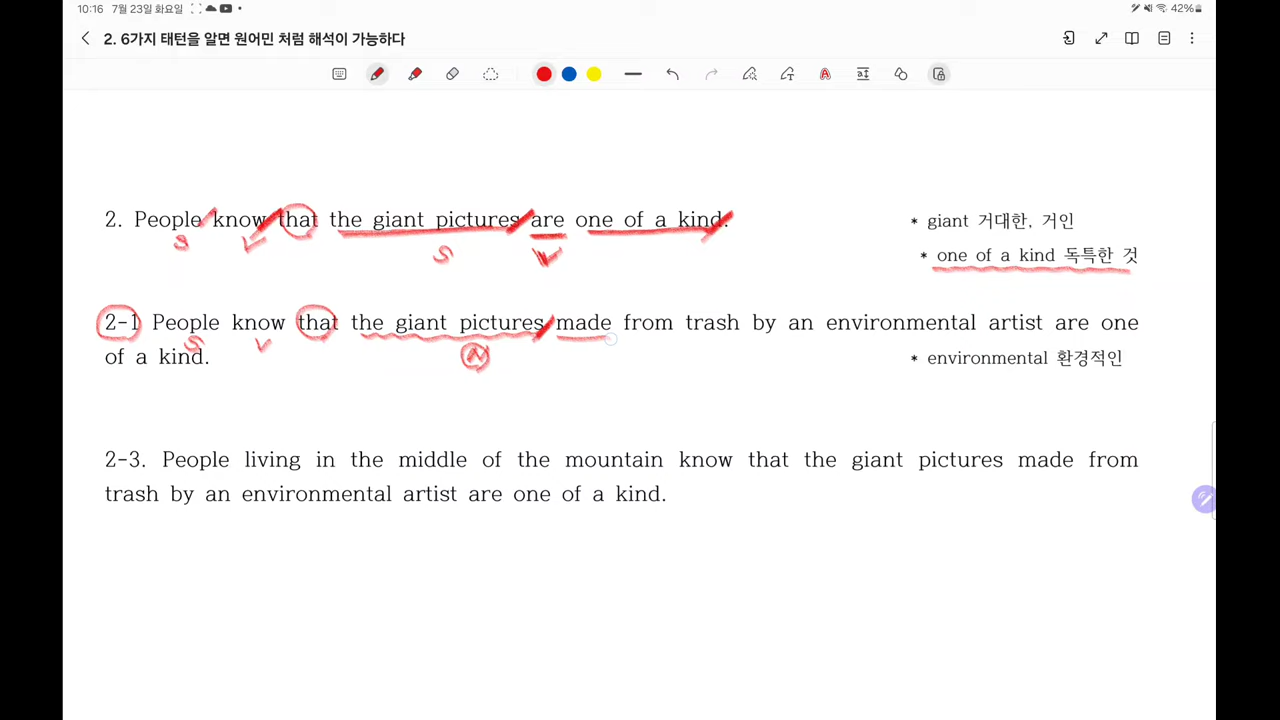 10:16 7월 23일 화요일 42%
2. 6가지 태턴을 알면 원어민 처럼 해석이 가능하다
2. People know that the giant pictures are one of a kind. * giant 거대한, 거인
S V S V * one of a kind 독특한 것
2-1 People know that the giant pictures made from trash by an environmental artist are one
S V N
of a kind. * environmental 환경적인
2-3. People living in the middle of the mountain know that the giant pictures made from
trash by an environmental artist are one of a kind.